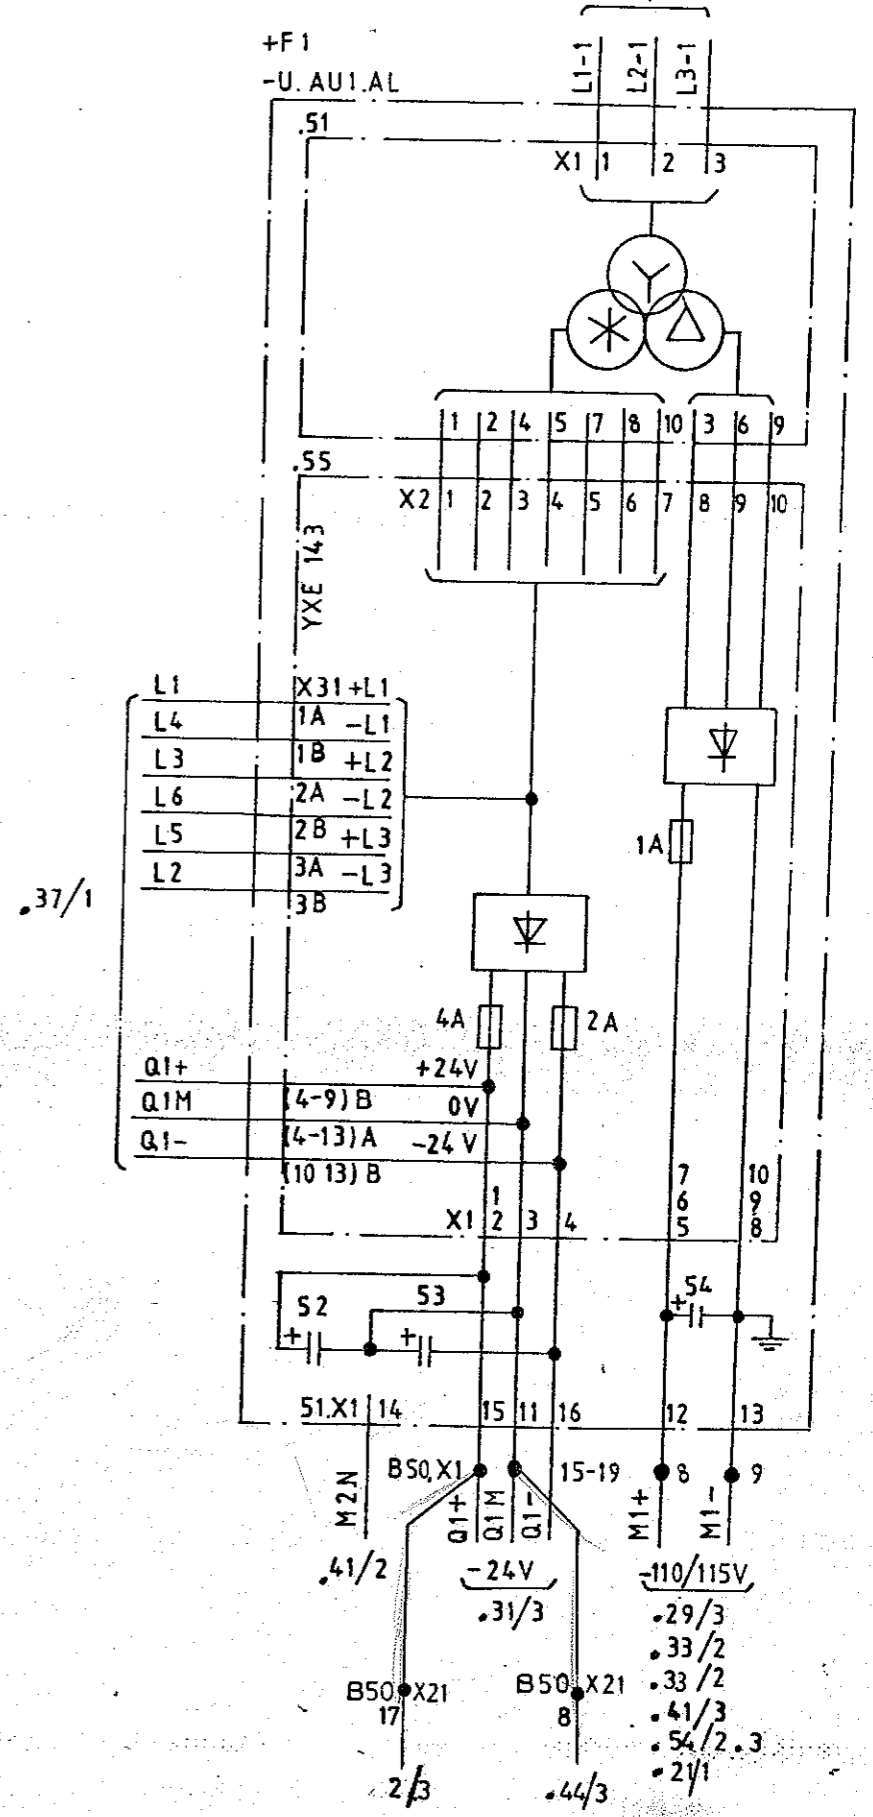 +F1
-U. AU1.AL
L1-1
L2-1
L3-1
.51
X1 1 2 3
1 2 4 5 7 8 10 3 6 9
.55
X2 1 2 3 4 5 6 7 8 9 10
YXE 143
L1 X31 +L1
L4 1A -L1
L3 1B +L2
L6 2A -L2
L5 2B +L3
L2 3A -L3
3B
1A
.37/1
4A 2A
Q1+ +24V
Q1M (4-9)B 0V
Q1- (4-13)A -24V
(10 13)B
1
X1 2 3 4
7 10
6 9
5 8
S2 S3 S4
+ + +
51.X1 14 15 11 16 12 13
B50.X1 15-19 8 9
M2N
Q1+
Q1M
Q1-
M1+
M1-
.41/2 -24V -110/115V
.31/3 .29/3
.33/2
B50 X21 B50 X21 .33/2
17 8 .41/3
.54/2.3
2/3 .44/3 .21/1